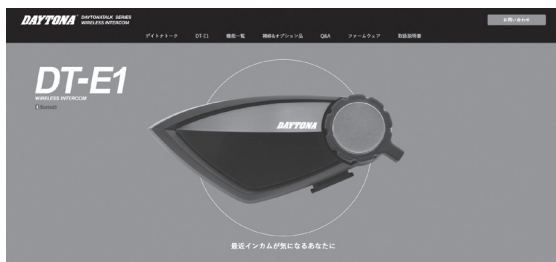 DAYTONA DAYTONATALK SERIES
WIRELESS INTERCOM
お問い合わせ
デイトナトーク DT-E1 機能一覧 補修&オプション品 Q&A ファームウェア 取扱説明書
DT-E1
WIRELESS INTERCOM
Bluetooth
DAYTONA
最近インカムが気になるあなたに